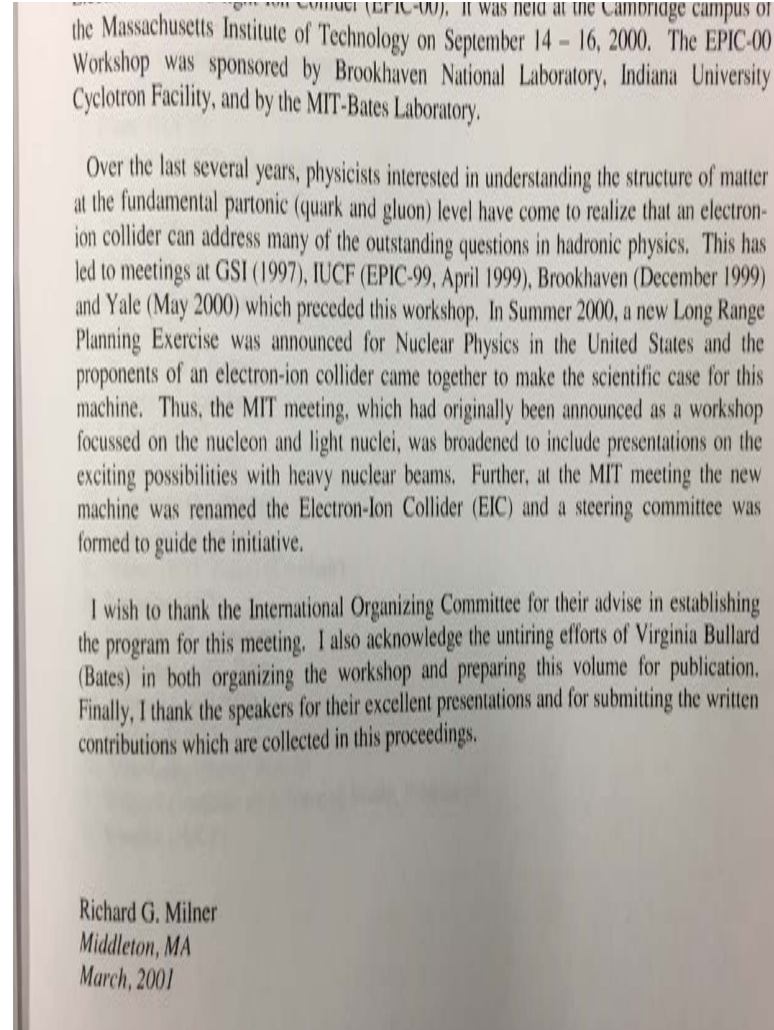 Ion Collider (EPIC-00). It was held at the Cambridge campus of
the Massachusetts Institute of Technology on September 14 – 16, 2000. The EPIC-00
Workshop was sponsored by Brookhaven National Laboratory, Indiana University
Cyclotron Facility, and by the MIT-Bates Laboratory.
Over the last several years, physicists interested in understanding the structure of matter
at the fundamental partonic (quark and gluon) level have come to realize that an electron-
ion collider can address many of the outstanding questions in hadronic physics. This has
led to meetings at GSI (1997), IUCF (EPIC-99, April 1999), Brookhaven (December 1999)
and Yale (May 2000) which preceded this workshop. In Summer 2000, a new Long Range
Planning Exercise was announced for Nuclear Physics in the United States and the
proponents of an electron-ion collider came together to make the scientific case for this
machine. Thus, the MIT meeting, which had originally been announced as a workshop
focussed on the nucleon and light nuclei, was broadened to include presentations on the
exciting possibilities with heavy nuclear beams. Further, at the MIT meeting the new
machine was renamed the Electron-Ion Collider (EIC) and a steering committee was
formed to guide the initiative.
I wish to thank the International Organizing Committee for their advise in establishing
the program for this meeting. I also acknowledge the untiring efforts of Virginia Bullard
(Bates) in both organizing the workshop and preparing this volume for publication.
Finally, I thank the speakers for their excellent presentations and for submitting the written
contributions which are collected in this proceedings.
Richard G. Milner
Middleton, MA
March, 2001